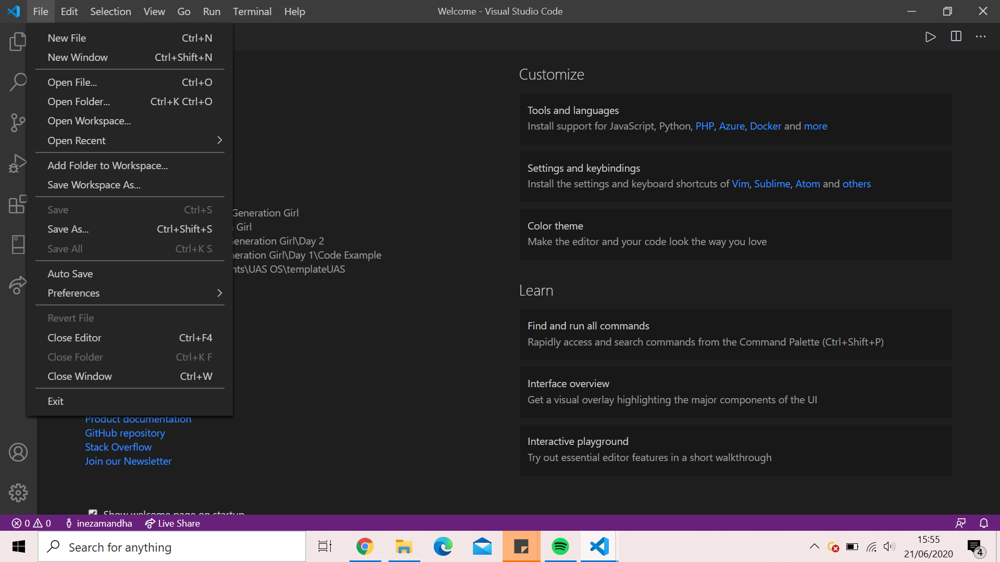 File Edit Selection View Go Run Terminal Help
Welcome - Visual Studio Code
New File Ctrl+N
New Window Ctrl+Shift+N
Open File... Ctrl+O
Open Folder... Ctrl+K Ctrl+O
Open Workspace...
Open Recent
Add Folder to Workspace...
Save Workspace As...
Save Ctrl+S
Save As... Ctrl+Shift+S
Save All Ctrl+K S
Auto Save
Preferences
Revert File
Close Editor Ctrl+F4
Close Folder Ctrl+K F
Close Window Ctrl+W
Exit
Generation Girl
Girl
Generation Girl\Day 2
neration Girl\Day 1\Code Example
nts\UAS OS\templateUAS
Product documentation
GitHub repository
Stack Overflow
Join our Newsletter
Show welcome page on startup
Customize
Tools and languages
Install support for JavaScript, Python, PHP, Azure, Docker and more
Settings and keybindings
Install the settings and keyboard shortcuts of Vim, Sublime, Atom and others
Color theme
Make the editor and your code look the way you love
Learn
Find and run all commands
Rapidly access and search commands from the Command Palette (Ctrl+Shift+P)
Interface overview
Get a visual overlay highlighting the major components of the UI
Interactive playground
Try out essential editor features in a short walkthrough
0 0 inezamandha Live Share
Search for anything
15:55
21/06/2020
4